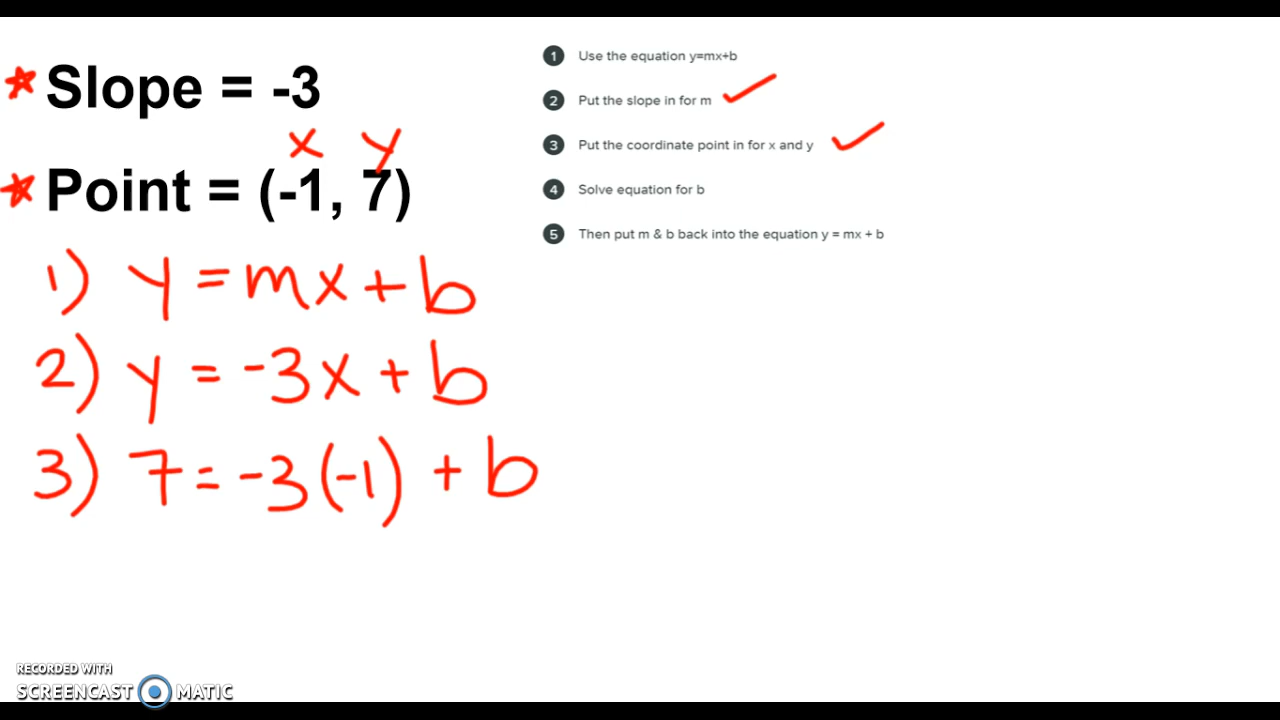 * Slope = -3
x y
* Point = (-1, 7)
1) y = mx + b
2) y = -3x + b
3) 7 = -3(-1) + b
1 Use the equation y=mx+b
2 Put the slope in for m ✓
3 Put the coordinate point in for x and y ✓
4 Solve equation for b
5 Then put m & b back into the equation y = mx + b
RECORDED WITH
SCREENCAST MATIC